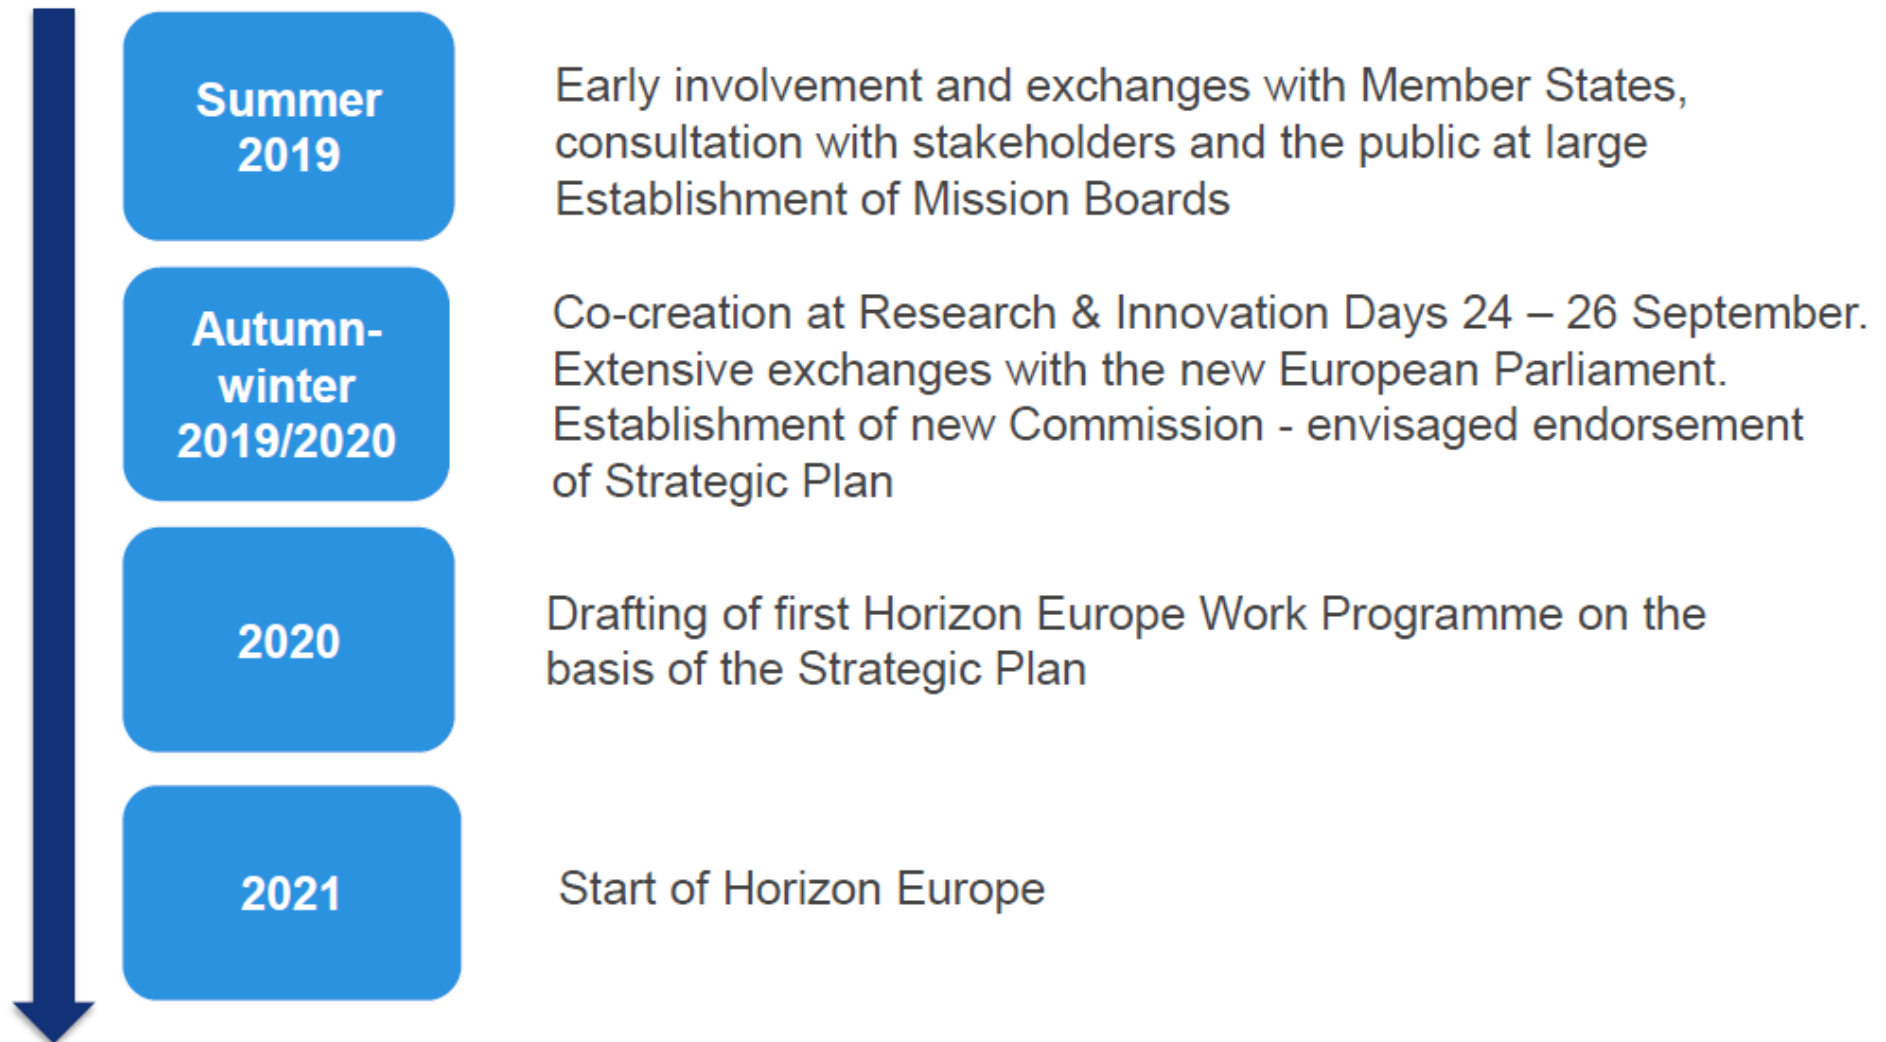 Summer
2019
Early involvement and exchanges with Member States,
consultation with stakeholders and the public at large
Establishment of Mission Boards
Autumn-
winter
2019/2020
Co-creation at Research & Innovation Days 24 – 26 September.
Extensive exchanges with the new European Parliament.
Establishment of new Commission - envisaged endorsement
of Strategic Plan
2020
Drafting of first Horizon Europe Work Programme on the
basis of the Strategic Plan
2021
Start of Horizon Europe